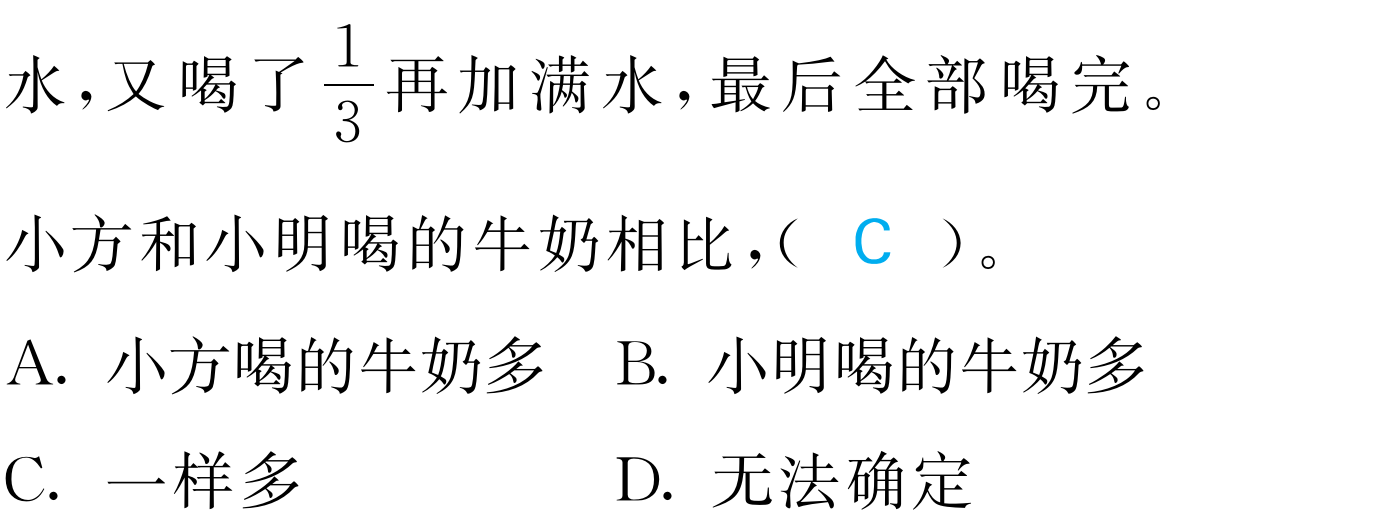 水,又喝了1/3再加满水,最后全部喝完。
小方和小明喝的牛奶相比,( C )。
A. 小方喝的牛奶多 B. 小明喝的牛奶多
C. 一样多 D. 无法确定